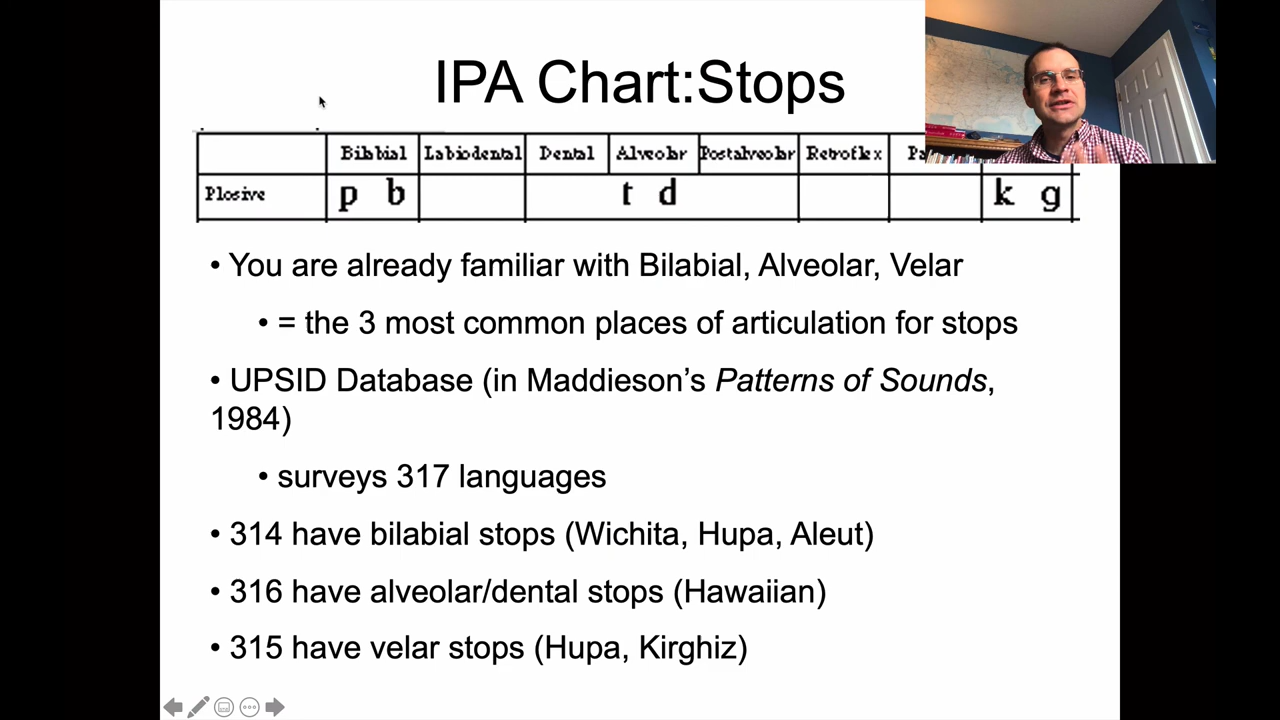 IPA Chart:Stops
Bilabial Labiodental Dental Alveolar Postalveolar Retroflex
Plosive p b t d k g
• You are already familiar with Bilabial, Alveolar, Velar
• = the 3 most common places of articulation for stops
• UPSID Database (in Maddieson’s Patterns of Sounds,
1984)
• surveys 317 languages
• 314 have bilabial stops (Wichita, Hupa, Aleut)
• 316 have alveolar/dental stops (Hawaiian)
• 315 have velar stops (Hupa, Kirghiz)